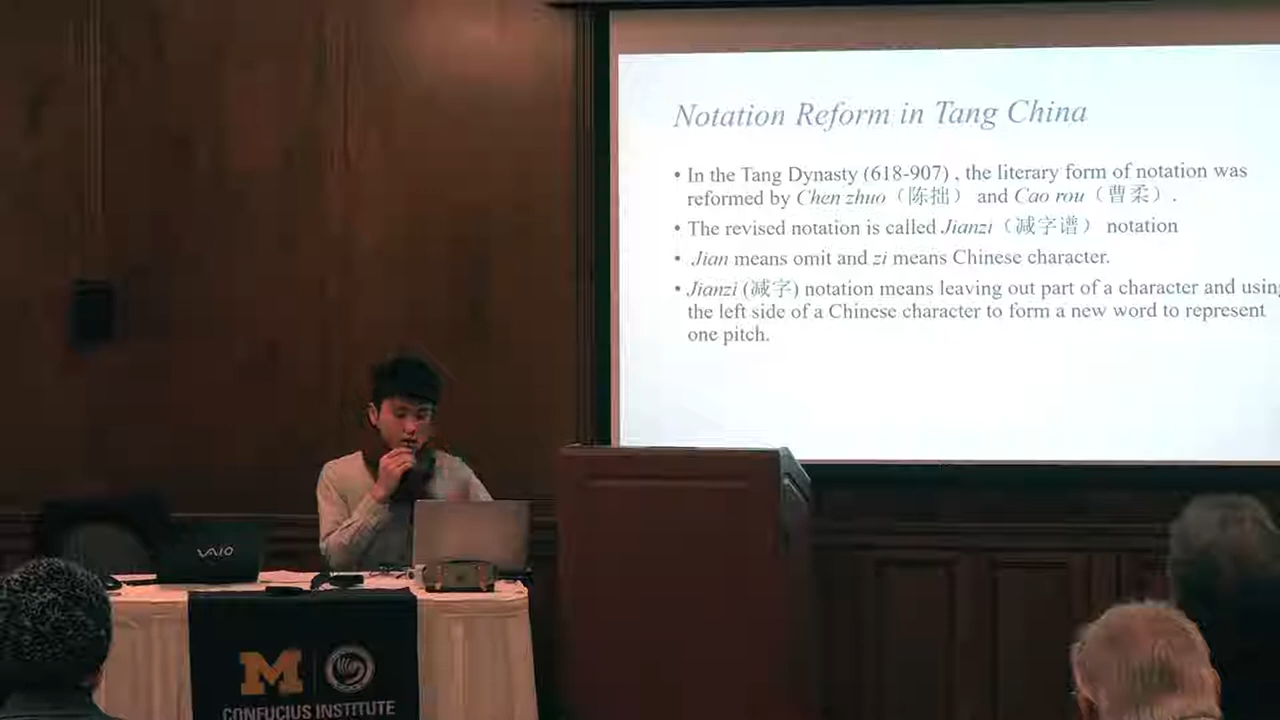 Notation Reform in Tang China
• In the Tang Dynasty (618-907) , the literary form of notation was
reformed by Chen zhuo（陈拙） and Cao rou（曹柔）.
• The revised notation is called Jianzi（减字谱） notation
• Jian means omit and zi means Chinese character.
• Jianzi (减字) notation means leaving out part of a character and usin
the left side of a Chinese character to form a new word to represent
one pitch.
VAIO
M
CONFUCIUS INSTITUTE